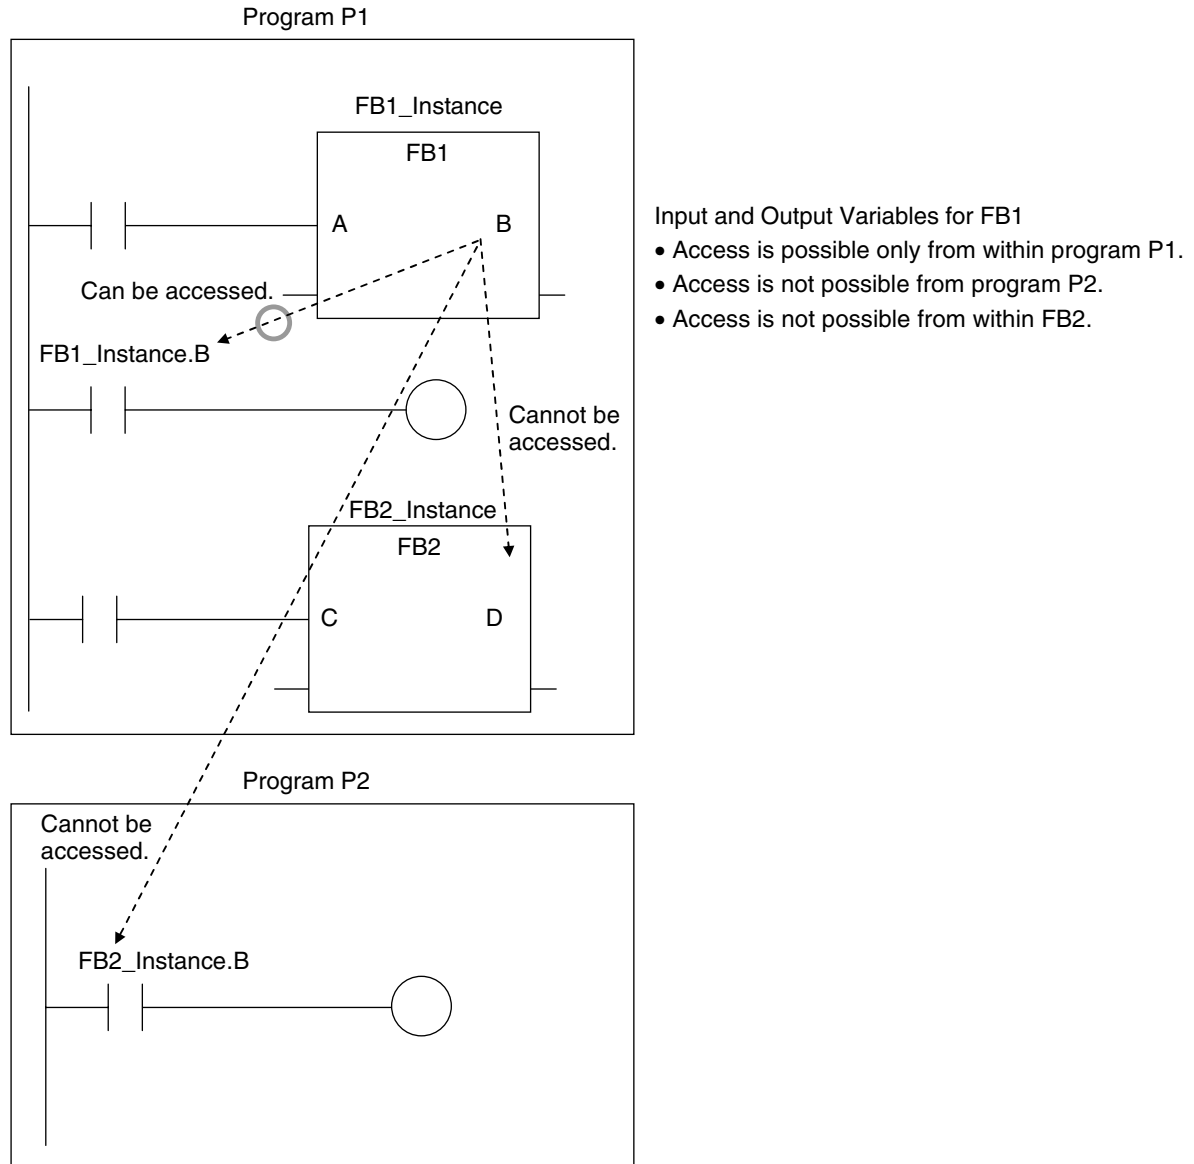 Program P1
FB1_Instance
FB1
A
B
Input and Output Variables for FB1
• Access is possible only from within program P1.
• Access is not possible from program P2.
• Access is not possible from within FB2.
Can be accessed.
FB1_Instance.B
Cannot be
accessed.
FB2_Instance
FB2
C
D
Program P2
Cannot be
accessed.
FB2_Instance.B